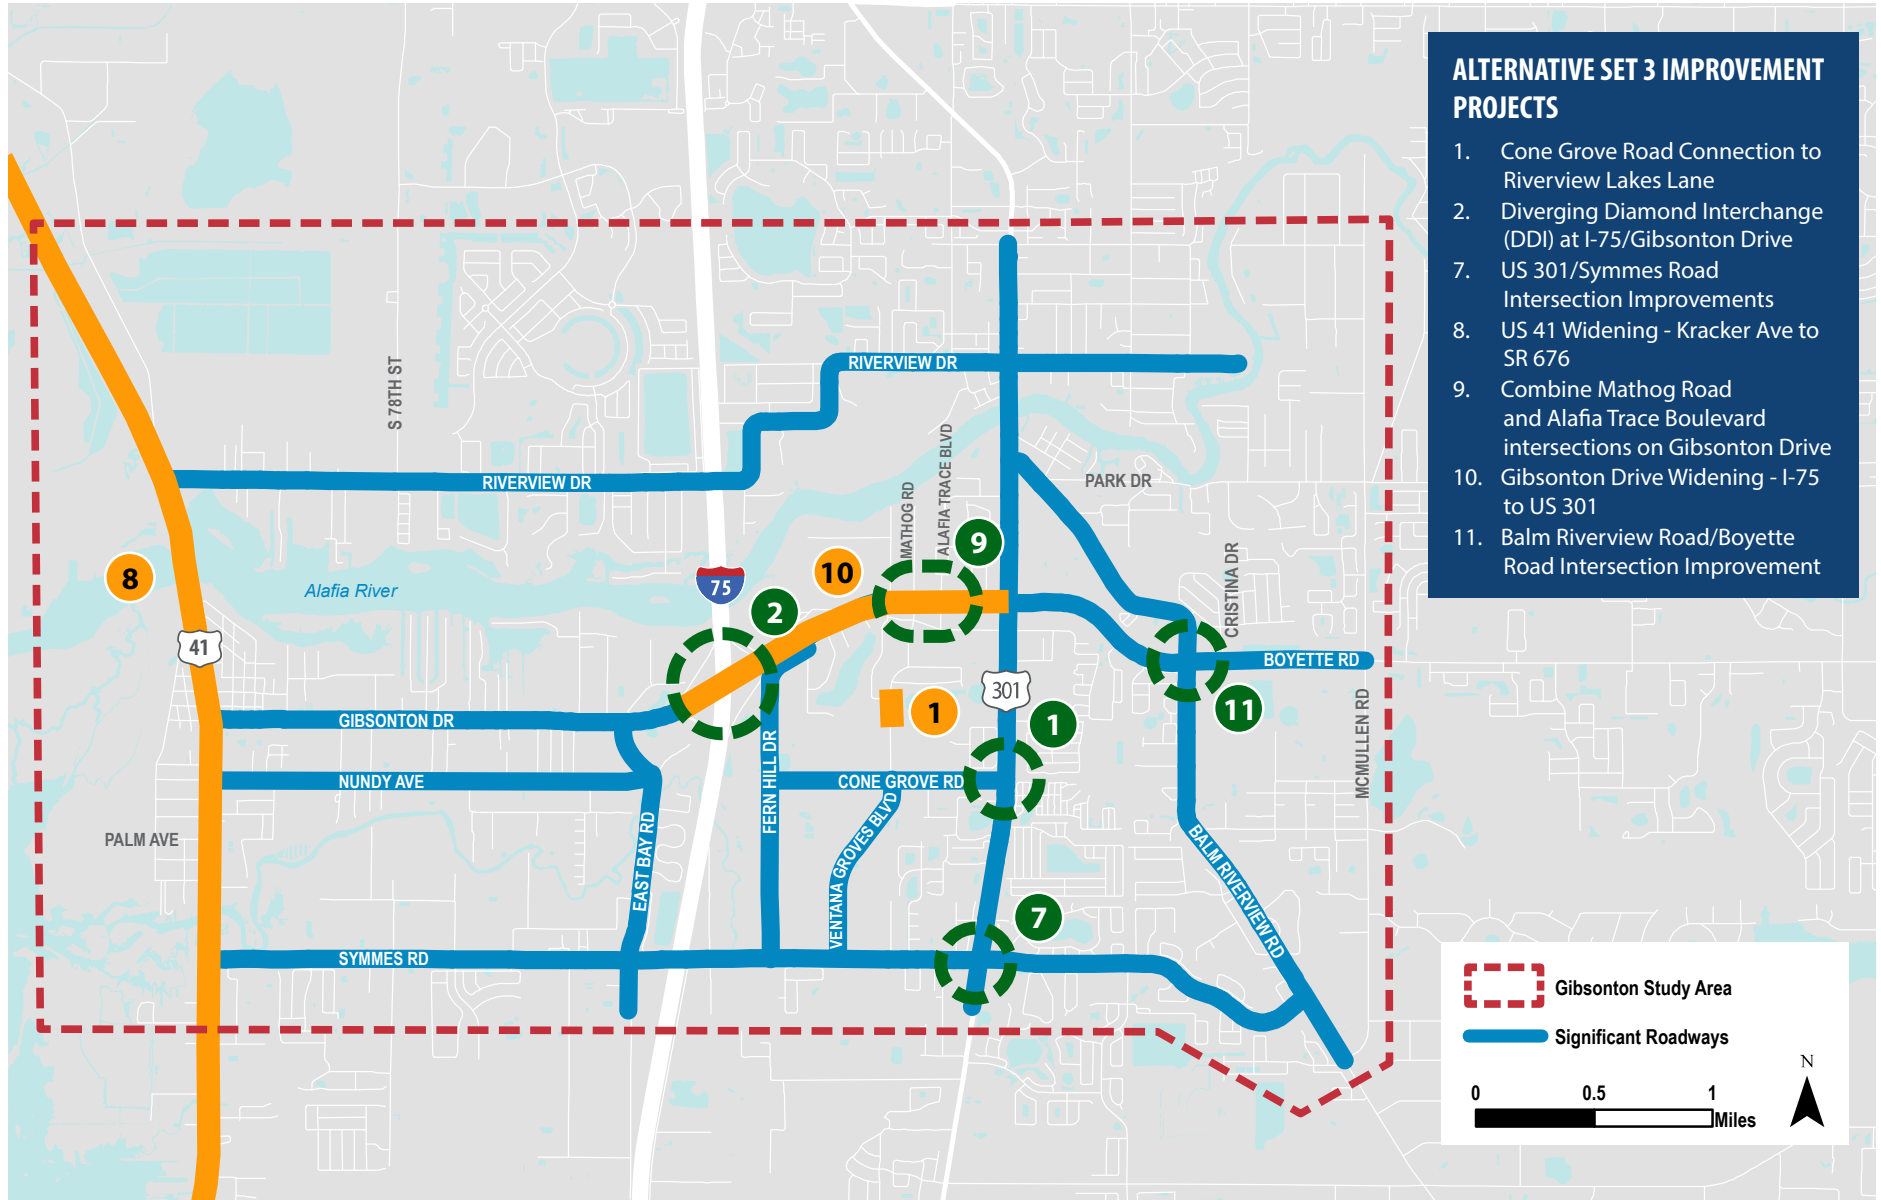 ALTERNATIVE SET 3 IMPROVEMENT
PROJECTS
1. Cone Grove Road Connection to
Riverview Lakes Lane
2. Diverging Diamond Interchange
(DDI) at I-75/Gibsonton Drive
7. US 301/Symmes Road
Intersection Improvements
8. US 41 Widening - Kracker Ave to
SR 676
9. Combine Mathog Road
and Alafia Trace Boulevard
intersections on Gibsonton Drive
10. Gibsonton Drive Widening - I-75
to US 301
11. Balm Riverview Road/Boyette
Road Intersection Improvement
S 78TH ST
RIVERVIEW DR
RIVERVIEW DR
MATHOG RD
ALAFIA TRACE BLVD
PARK DR
9
8
Alafia River
75
10
2
CRISTINA DR
41
BOYETTE RD
301
11
1
1
GIBSONTON DR
MCMULLEN RD
NUNDY AVE
FERN HILL DR
CONE GROVE RD
PALM AVE
EAST BAY RD
VENTANA GROVES BLVD
BALM RIVERVIEW RD
7
SYMMES RD
Gibsonton Study Area
Significant Roadways
N
0 0.5 1
Miles